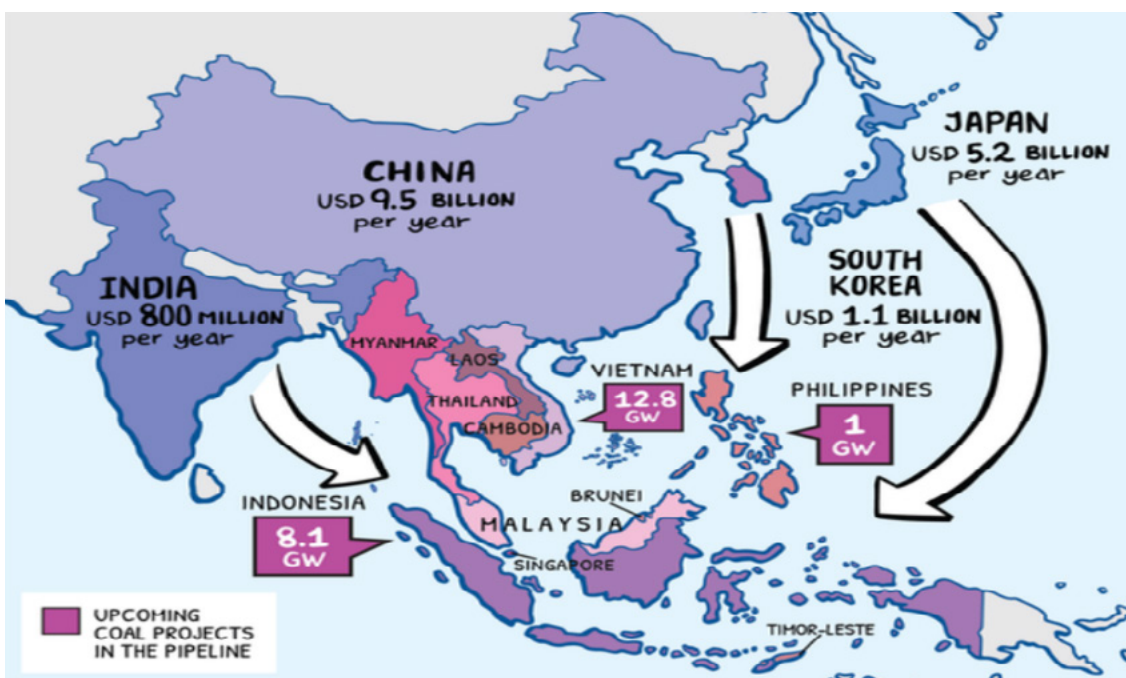 JAPAN
USD 5.2 BILLION
per year
CHINA
USD 9.5 BILLION
per year
SOUTH
KOREA
USD 1.1 BILLION
per year
INDIA
USD 800 MILLION
per year
MYANMAR
LAOS
VIETNAM
12.8
GW
THAILAND
CAMBODIA
PHILIPPINES
1
GW
INDONESIA
8.1
GW
BRUNEI
MALAYSIA
SINGAPORE
TIMOR-LESTE
UPCOMING
COAL PROJECTS
IN THE PIPELINE